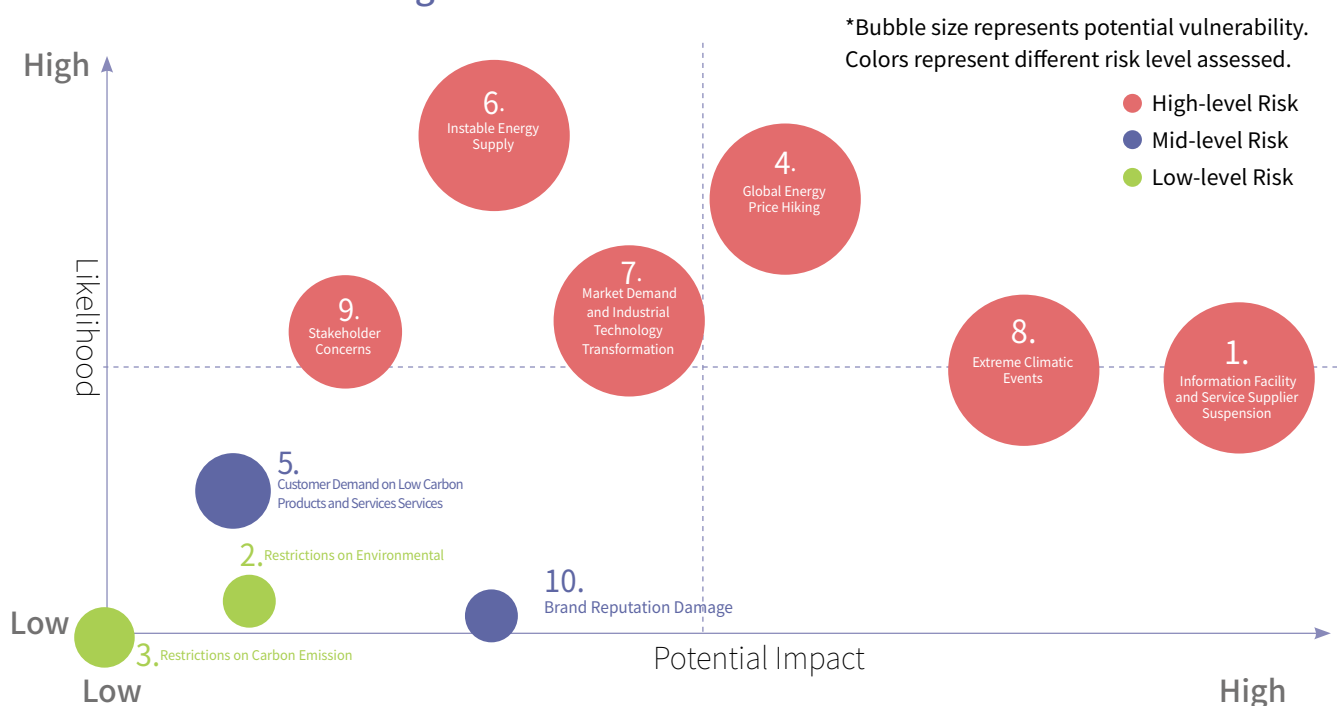 *Bubble size represents potential vulnerability.
Colors represent different risk level assessed.
High-level Risk
Mid-level Risk
Low-level Risk
High
Likelihood
Low
6.
Instable Energy
Supply
4.
Global Energy
Price Hiking
7.
Market Demand
and Industrial
Technology
Transformation
9.
Stakeholder
Concerns
8.
Extreme Climatic
Events
1.
Information Facility
and Service Supplier
Suspension
5.
Customer Demand on Low Carbon
Products and Services Services
2. Restrictions on Environmental
10.
Brand Reputation Damage
3. Restrictions on Carbon Emission
Potential Impact
Low
High